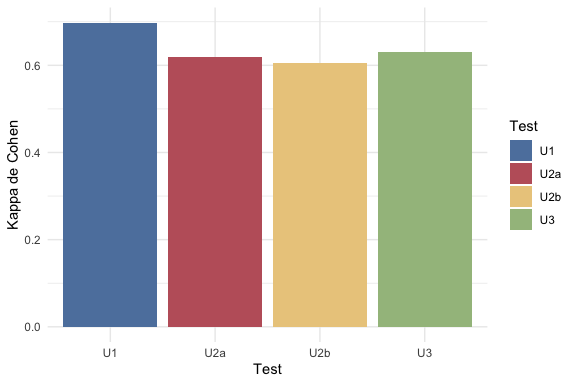 Kappa de Cohen
0.6
0.4
0.2
0.0
U1
U2a
U2b
U3
Test
Test
U1
U2a
U2b
U3